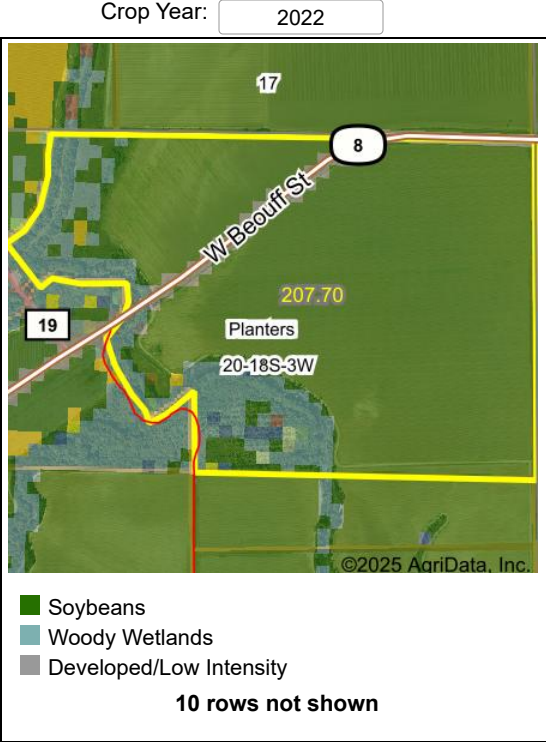 Crop Year: 2022
17
8
W Beouff St
207.70
19
Planters
20-18S-3W
©2025 AgriData, Inc.
Soybeans
Woody Wetlands
Developed/Low Intensity
10 rows not shown